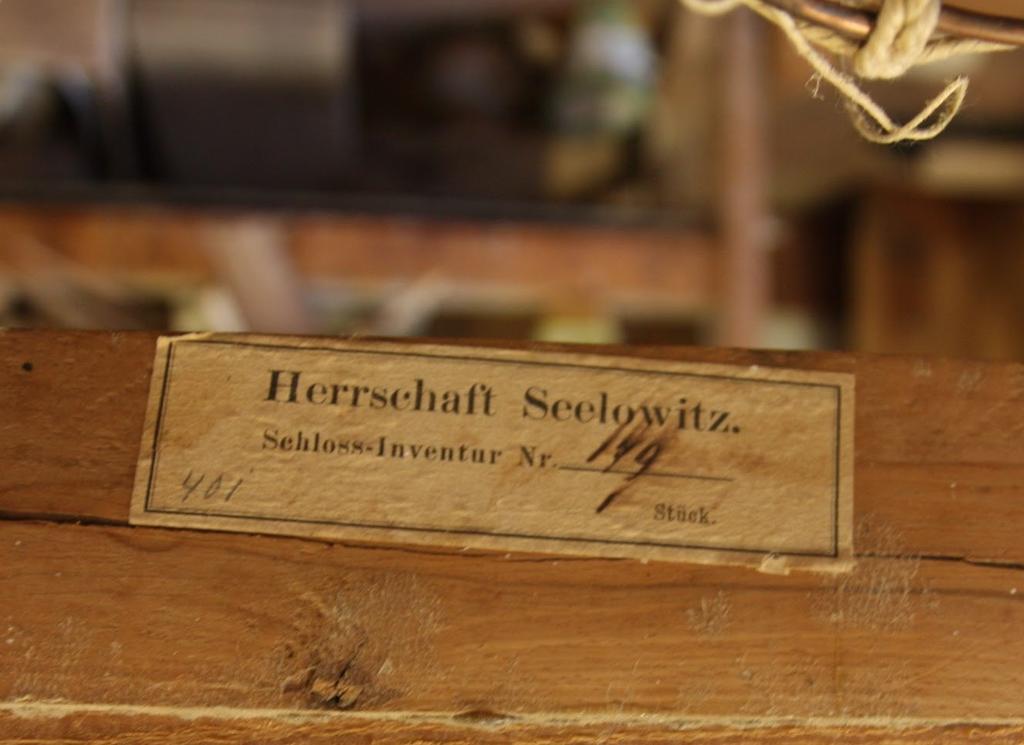 Herrschaft Seelowitz.
Schloss-Inventur Nr. 149
401
Stück.